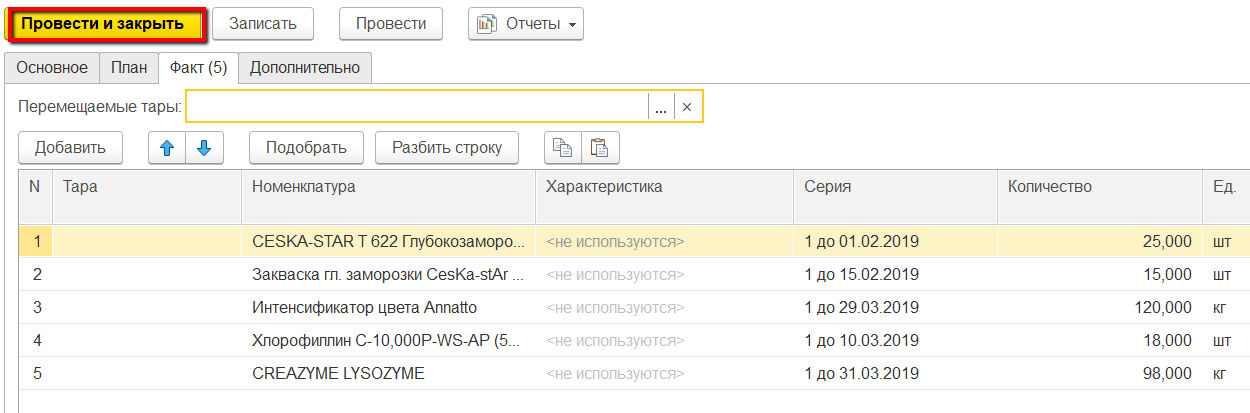 Провести и закрыть Записать Провести Отчеты
Основное План Факт (5) Дополнительно
Перемещаемые тары: ... ×
Добавить Подобрать Разбить строку
N Тара Номенклатура Характеристика Серия Количество Ед.
1 CESKA-STAR T 622 Глубокозаморо... <не используются> 1 до 01.02.2019 25,000 шт
2 Закваска гл. заморозки CesKa-stAr ... <не используются> 1 до 15.02.2019 15,000 шт
3 Интенсификатор цвета Annatto <не используются> 1 до 29.03.2019 120,000 кг
4 Хлорофиллин C-10,000P-WS-AP (5... <не используются> 1 до 10.03.2019 18,000 шт
5 CREAZYME LYSOZYME <не используются> 1 до 31.03.2019 98,000 кг